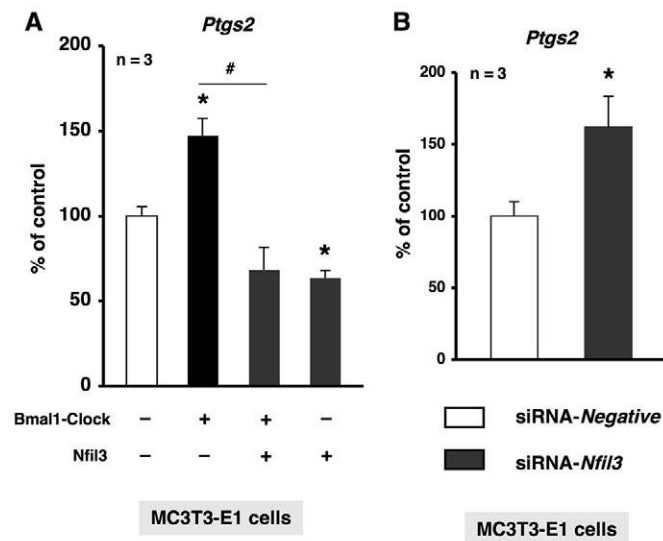 A
Ptgs2
200
n = 3
#
*
150
100
*
50
0
% of control
Bmal1-Clock – + + –
Nfil3 – – + +
MC3T3-E1 cells
B
Ptgs2
200
n = 3
*
150
100
50
0
% of control
siRNA-Negative
siRNA-Nfil3
MC3T3-E1 cells